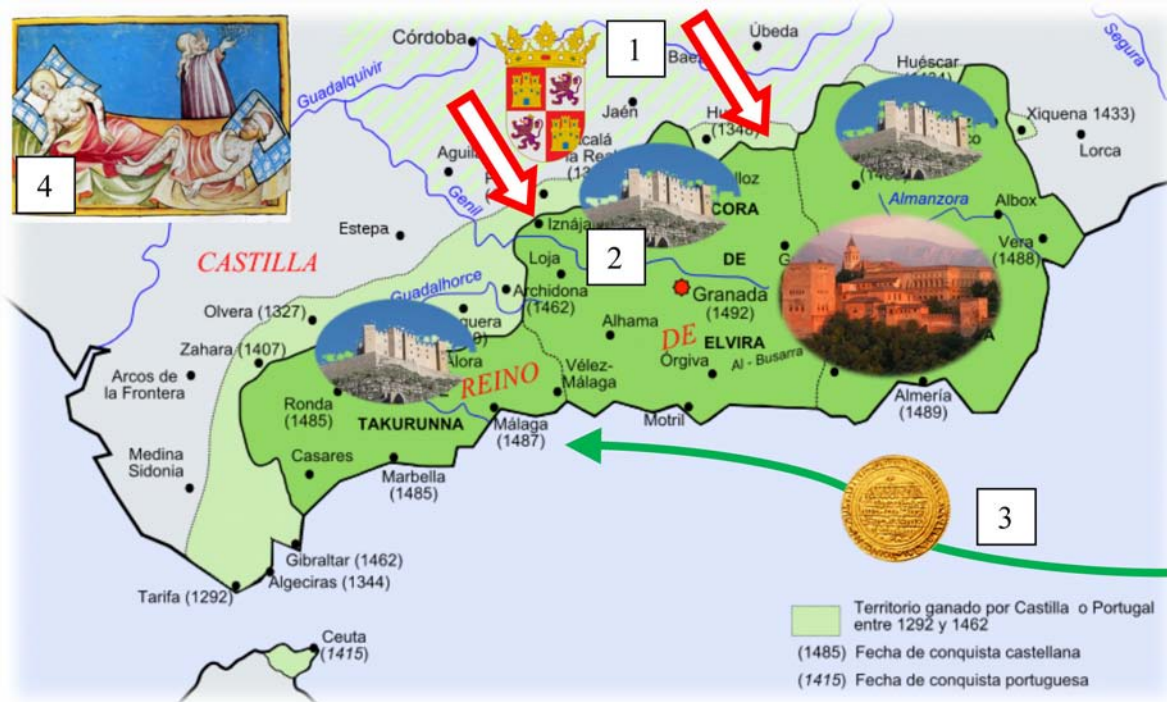 1
Úbeda
Córdoba
Segura
Huéscar
Guadalquivir
Jaén
(1348)
Xiquena 1433)
Lorca
4
Genil
Almanzora
Albox
Iznája
CORA
Estepa
2
DE
Vera
(1488)
CASTILLA
Loja
Guadalhorce
Archidona
(1462)
Granada
(1492)
Olvera (1327)
Alhama
DE
ELVIRA
Zahara (1407)
Álora
Vélez-
Málaga
Órgiva
Al - Busarra
Arcos de
la Frontera
REINO
Ronda
(1485)
TAKURUNNA
Málaga
(1487)
Motril
Almería
(1489)
Medina
Sidonia
Casares
Marbella
(1485)
3
Gibraltar (1462)
Algeciras (1344)
Tarifa (1292)
Ceuta
(1415)
Territorio ganado por Castilla o Portugal
entre 1292 y 1462
(1485) Fecha de conquista castellana
(1415) Fecha de conquista portuguesa